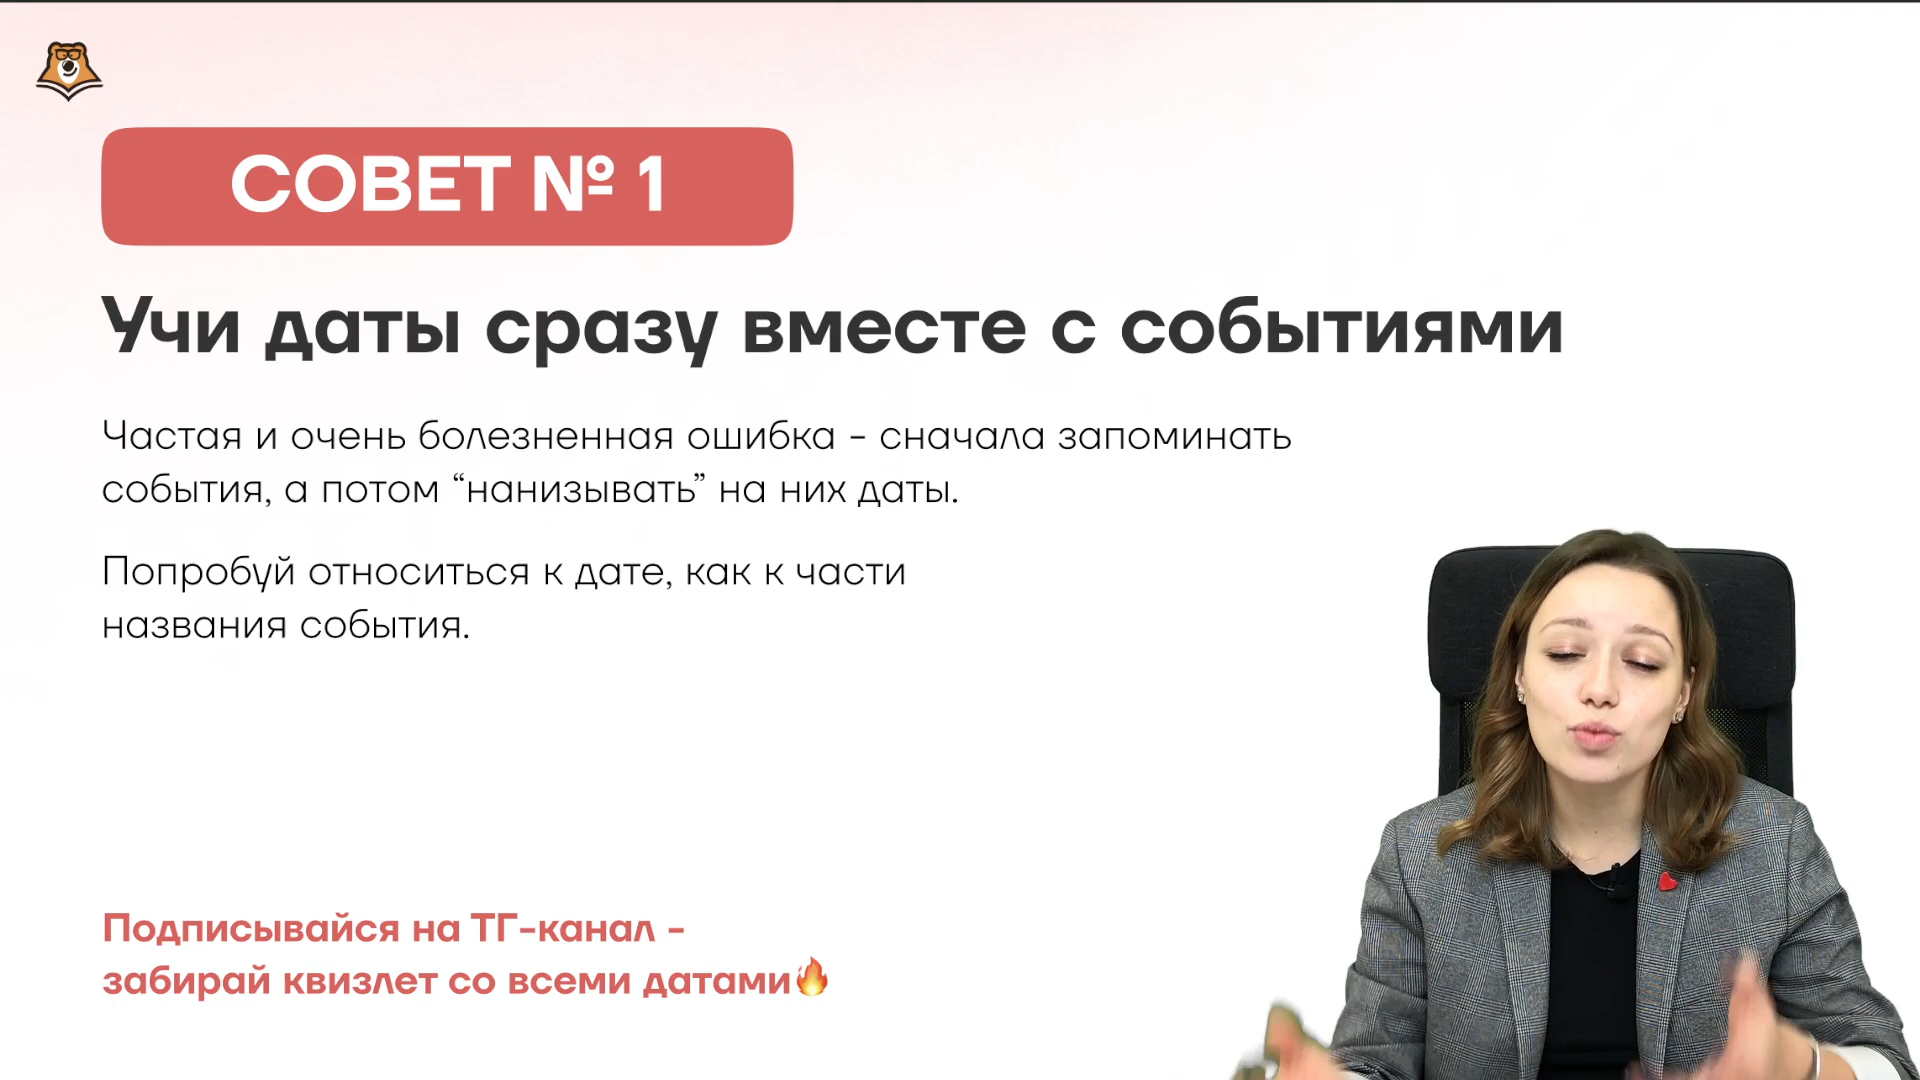 СОВЕТ № 1
Учи даты сразу вместе с событиями
Частая и очень болезненная ошибка - сначала запоминать
события, а потом “нанизывать” на них даты.
Попробуй относиться к дате, как к части
названия события.
Подписывайся на ТГ-канал -
забирай квизлет со всеми датами🔥